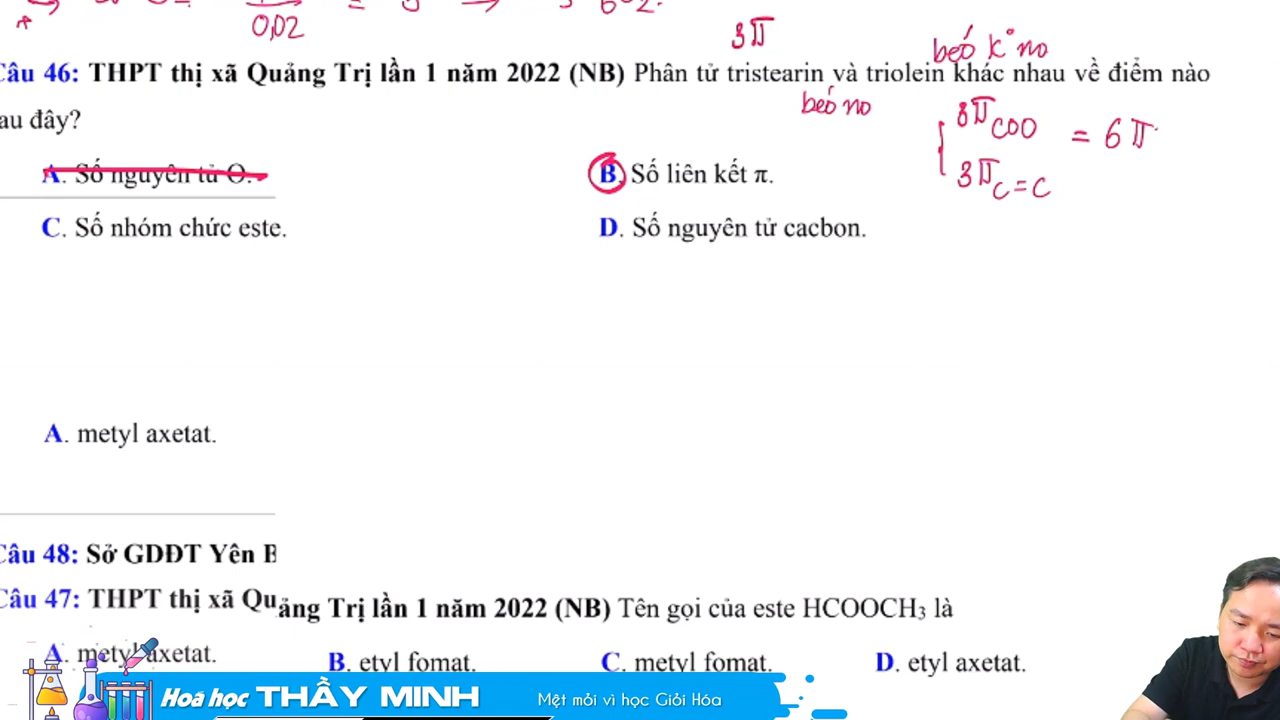 0,02
3π
béo k° no
Câu 46: THPT thị xã Quảng Trị lần 1 năm 2022 (NB) Phân tử tristearin và triolein khác nhau về điểm nào
béo no
au đây?
3π COO = 6π
3π C=C
A. Số nguyên tử O.
B. Số liên kết π.
C. Số nhóm chức este.
D. Số nguyên tử cacbon.
A. metyl axetat.
Câu 48: Sở GDĐT Yên B
Câu 47: THPT thị xã Quảng Trị lần 1 năm 2022 (NB) Tên gọi của este HCOOCH₃ là
A. metyl axetat.
B. etyl fomat.
C. metyl fomat.
D. etyl axetat.
Hoá học THẦY MINH
Mệt mỏi vì học Giỏi Hóa